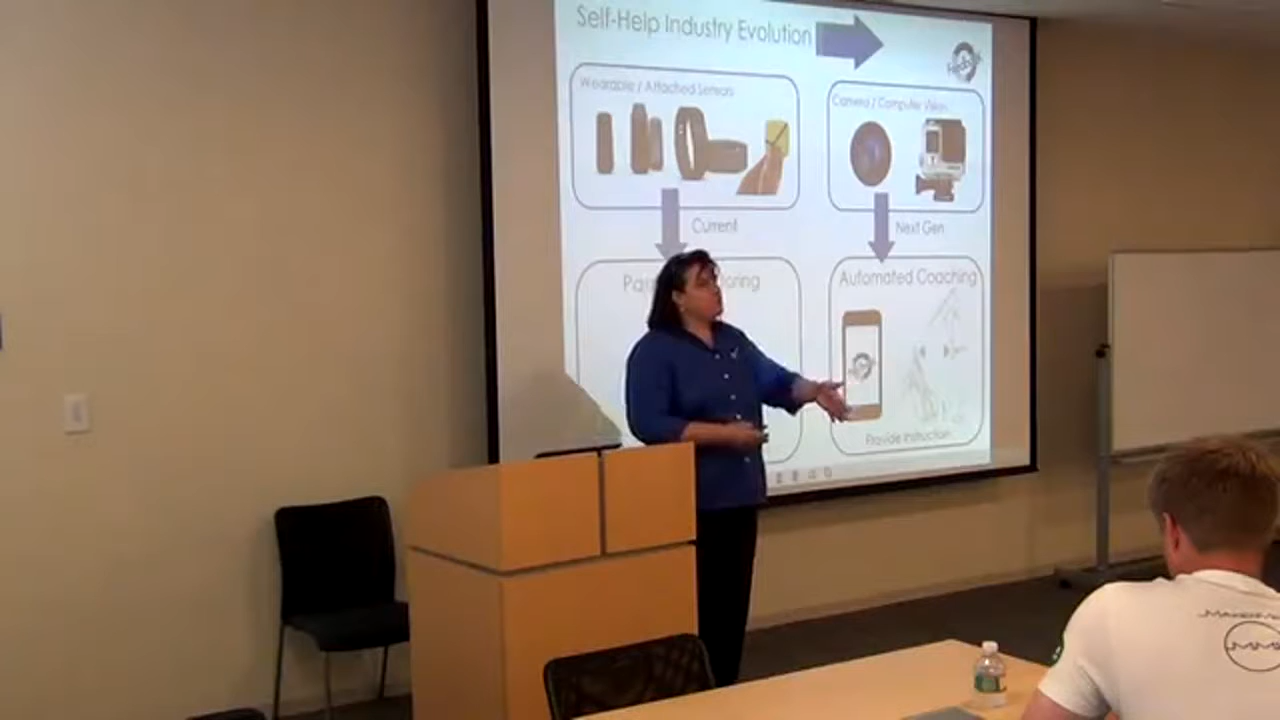 Self-Help Industry Evolution
Wearable / Attached Sensors
Camera / Computer Vision
Current
Next Gen
Automated Coaching
Provide Instruction